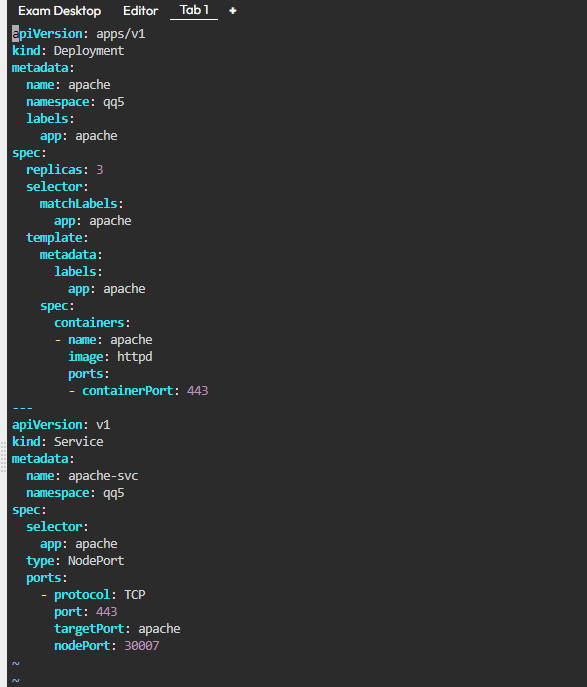 Exam Desktop Editor Tab 1 +
apiVersion: apps/v1
kind: Deployment
metadata:
  name: apache
  namespace: qq5
  labels:
    app: apache
spec:
  replicas: 3
  selector:
    matchLabels:
      app: apache
  template:
    metadata:
      labels:
        app: apache
    spec:
      containers:
      - name: apache
        image: httpd
        ports:
        - containerPort: 443
---
apiVersion: v1
kind: Service
metadata:
  name: apache-svc
  namespace: qq5
spec:
  selector:
    app: apache
  type: NodePort
  ports:
    - protocol: TCP
      port: 443
      targetPort: apache
      nodePort: 30007
~
~